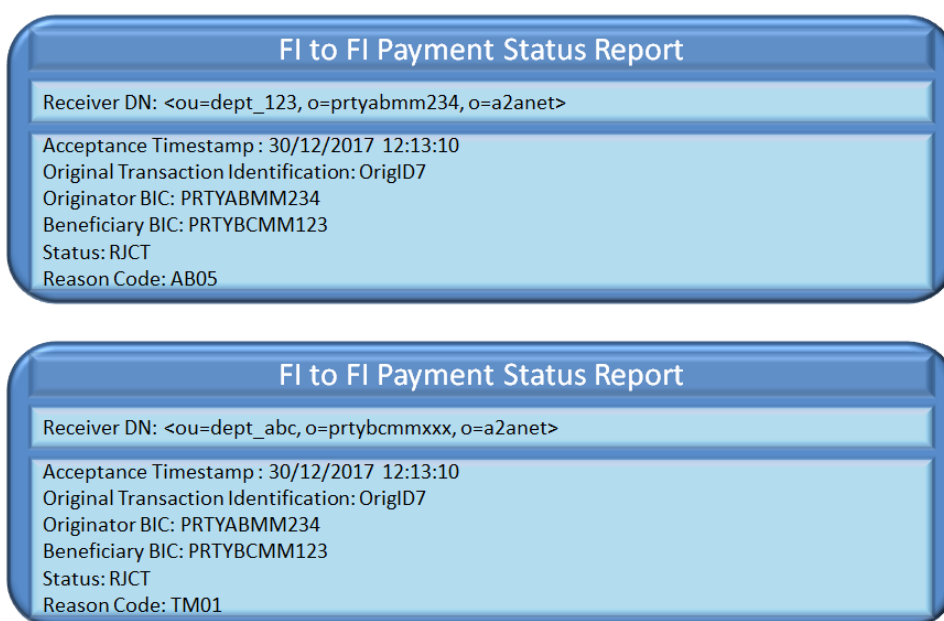 FI to FI Payment Status Report
Receiver DN: <ou=dept_123, o=prtyabmm234, o=a2anet>
Acceptance Timestamp : 30/12/2017 12:13:10
Original Transaction Identification: OrigID7
Originator BIC: PRTYABMM234
Beneficiary BIC: PRTYBCMM123
Status: RJCT
Reason Code: AB05
FI to FI Payment Status Report
Receiver DN: <ou=dept_abc, o=prtybcmmxxx, o=a2anet>
Acceptance Timestamp : 30/12/2017 12:13:10
Original Transaction Identification: OrigID7
Originator BIC: PRTYABMM234
Beneficiary BIC: PRTYBCMM123
Status: RJCT
Reason Code: TM01